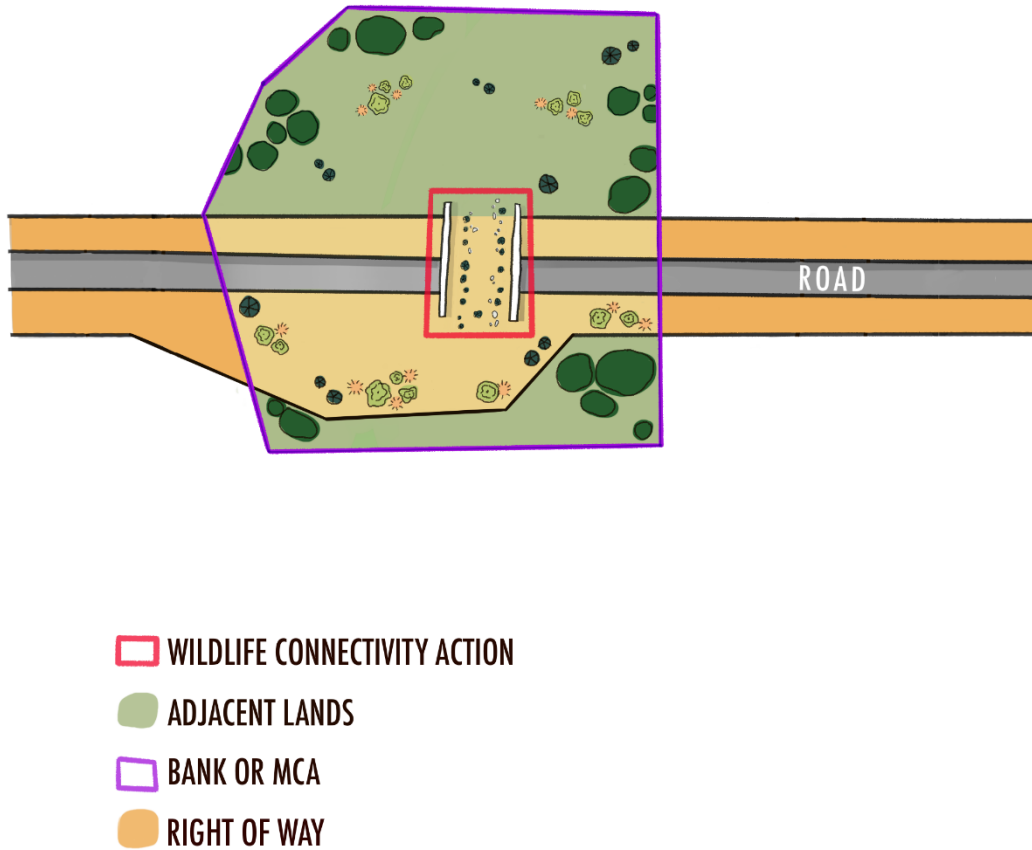 ROAD
WILDLIFE CONNECTIVITY ACTION
ADJACENT LANDS
BANK OR MCA
RIGHT OF WAY